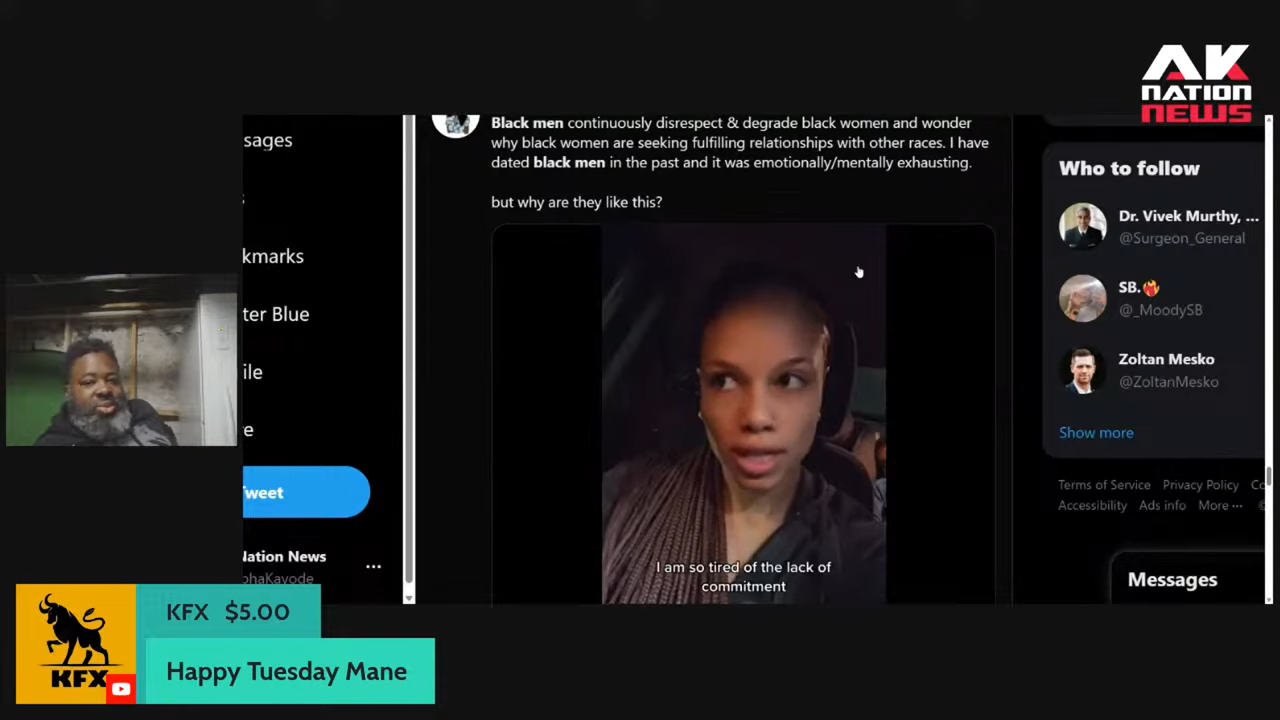 AK
NATION
NEWS
ssages
kmarks
ter Blue
ile
e
Tweet
Nation News
ohaKayode
Black men continuously disrespect & degrade black women and wonder
why black women are seeking fulfilling relationships with other races. I have
dated black men in the past and it was emotionally/mentally exhausting.
but why are they like this?
I am so tired of the lack of
commitment
Who to follow
Dr. Vivek Murthy, ...
@Surgeon_General
SB.🔥
@_MoodySB
Zoltan Mesko
@ZoltanMesko
Show more
Terms of Service Privacy Policy Co
Accessibility Ads info More ···
Messages
KFX $5.00
KFX
Happy Tuesday Mane